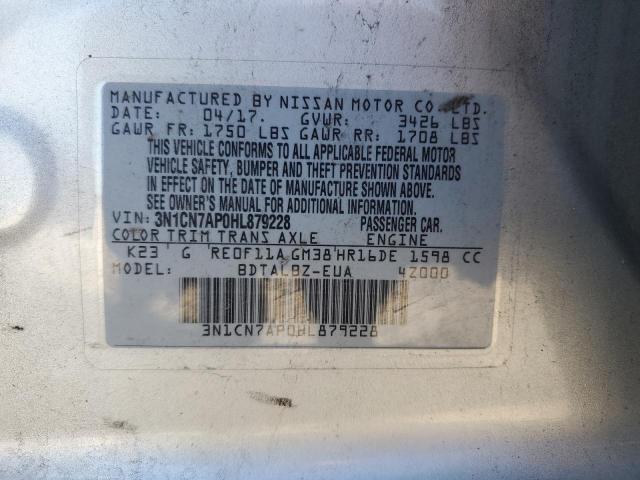 MANUFACTURED BY NISSAN MOTOR CO., LTD.
DATE: 04/17. GVWR: 3426 LBS
GAWR FR: 1750 LBS GAWR RR: 1708 LBS
THIS VEHICLE CONFORMS TO ALL APPLICABLE FEDERAL MOTOR
VEHICLE SAFETY, BUMPER AND THEFT PREVENTION STANDARDS
IN EFFECT ON THE DATE OF MANUFACTURE SHOWN ABOVE.
SEE OWNER'S MANUAL FOR ADDITIONAL INFORMATION
VIN: 3N1CN7AP0HL879228 PASSENGER CAR.
COLOR TRIM TRANS AXLE ENGINE
K23 G RE0F11A GM38 HR16DE 1598 CC
MODEL: BDTALBZ-EUA 4Z000
3N1CN7AP0HL879228